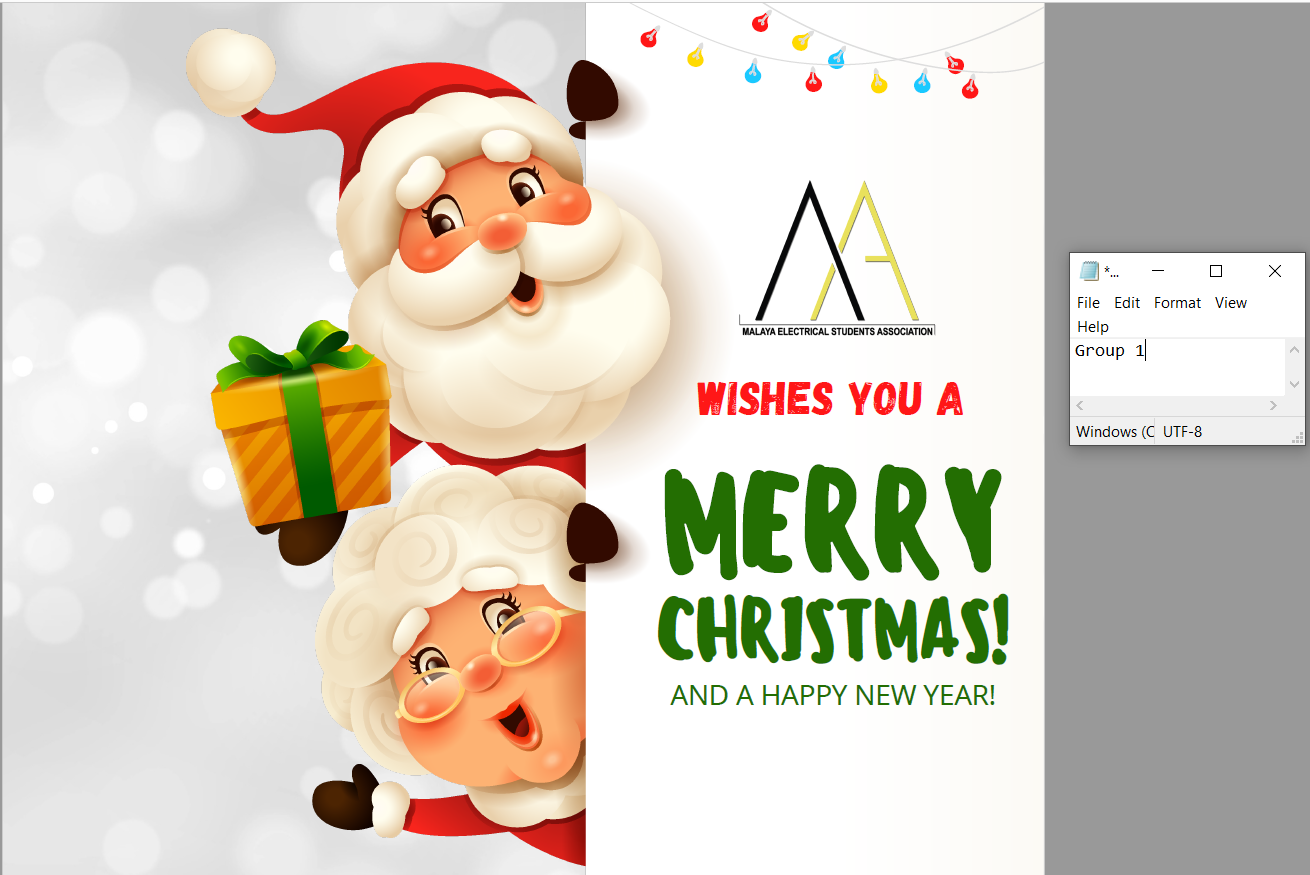 MALAYA ELECTRICAL STUDENTS ASSOCIATION
WISHES YOU A
MERRY
CHRISTMAS!
AND A HAPPY NEW YEAR!
*...
File Edit Format View
Help
Group 1
Windows (C UTF-8